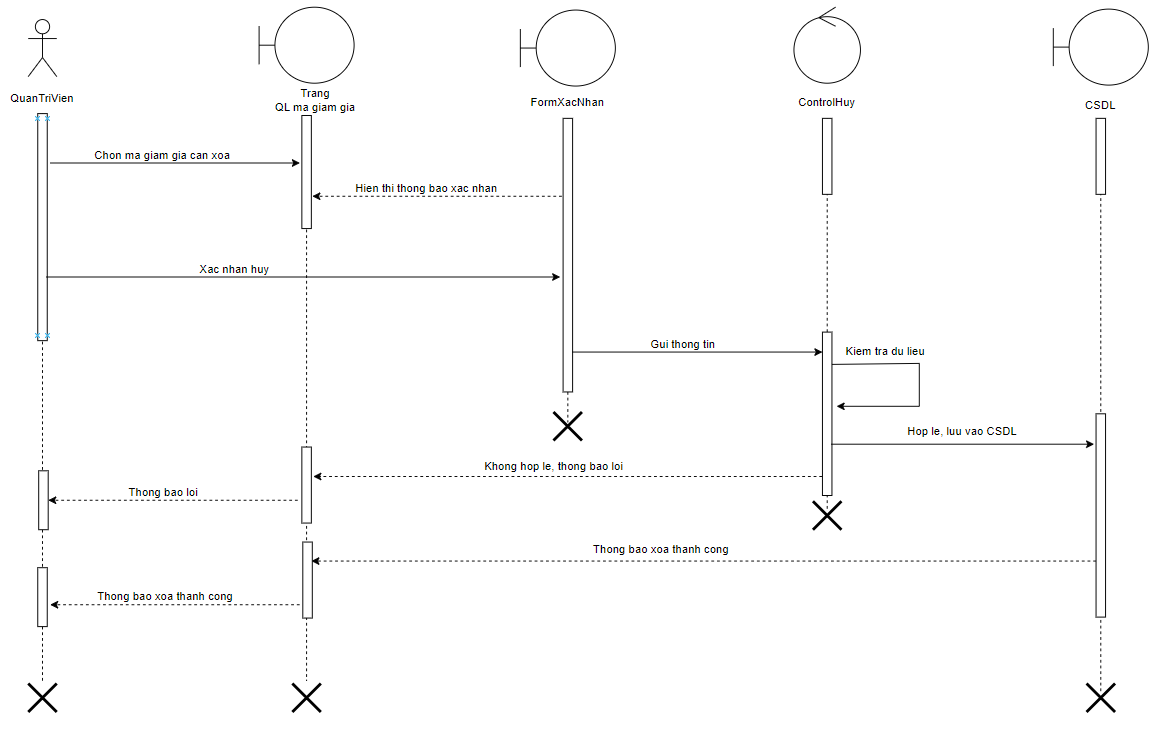 QuanTriVien
Trang
QL ma giam gia
FormXacNhan
ControlHuy
CSDL
Chon ma giam gia can xoa
Hien thi thong bao xac nhan
Xac nhan huy
Gui thong tin
Kiem tra du lieu
Hop le, luu vao CSDL
Khong hop le, thong bao loi
Thong bao loi
Thong bao xoa thanh cong
Thong bao xoa thanh cong